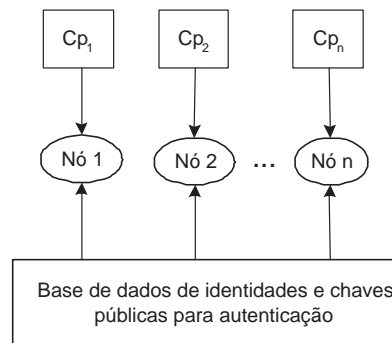 Cp1 Cp2 Cpn
Nó 1 Nó 2 ... Nó n
Base de dados de identidades e chaves
públicas para autenticação